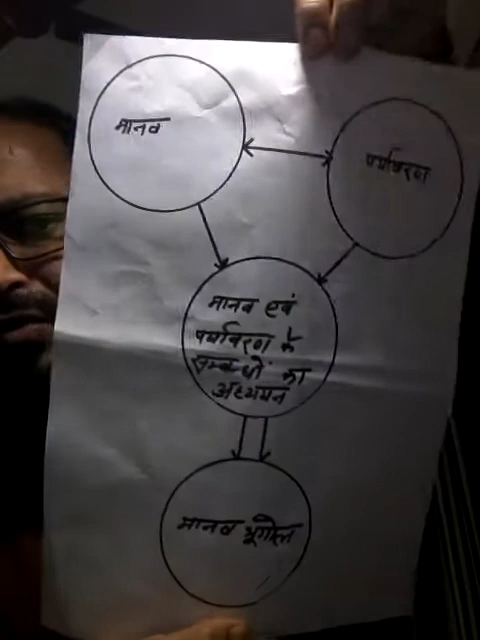 मानव
पर्यावरण
मानव एवं
पर्यावरण के
सम्बन्धों का
अध्ययन
मानव भूगोल